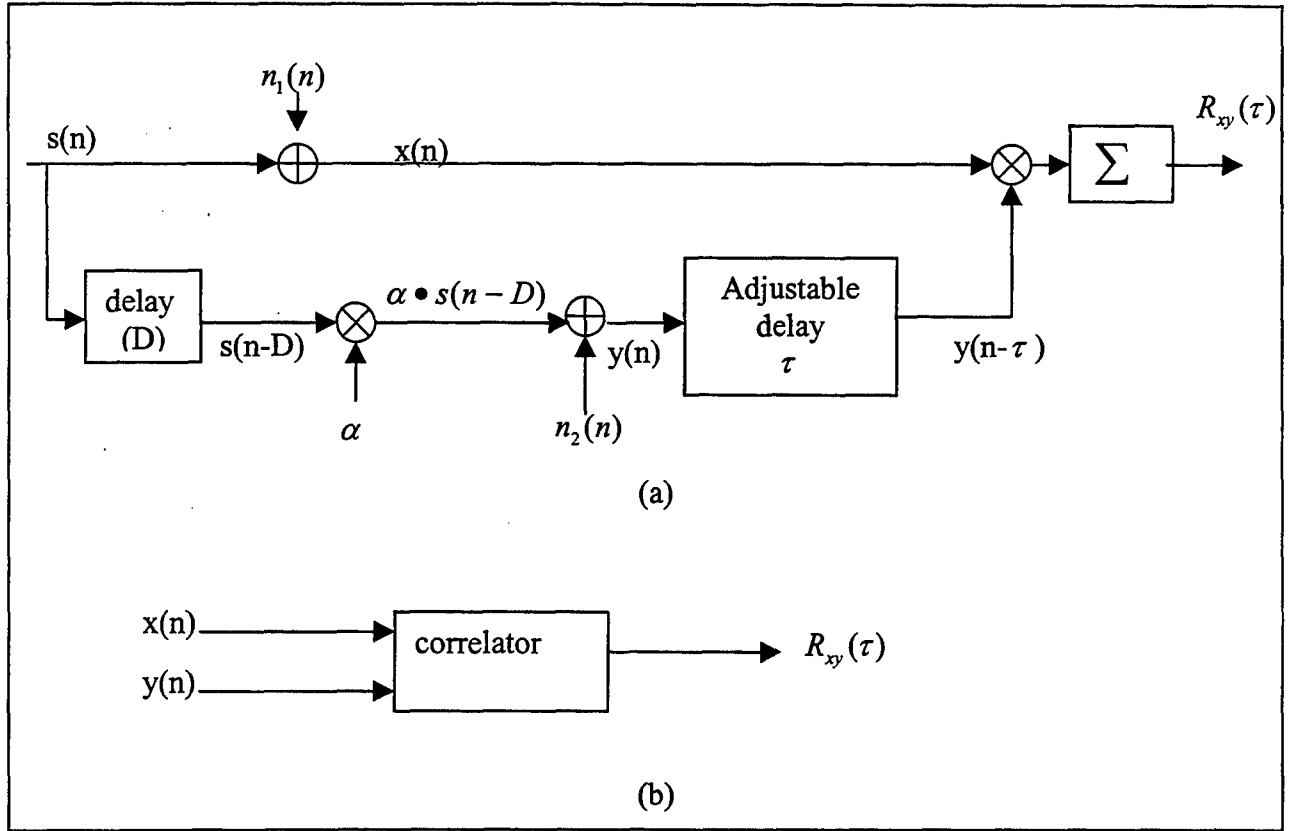 n₁(n)
R_xy(τ)
s(n)
x(n)
Σ
delay
(D)
s(n-D)
α • s(n − D)
α
y(n)
n₂(n)
Adjustable
delay
τ
y(n-τ )
(a)
x(n)
y(n)
correlator
R_xy(τ)
(b)